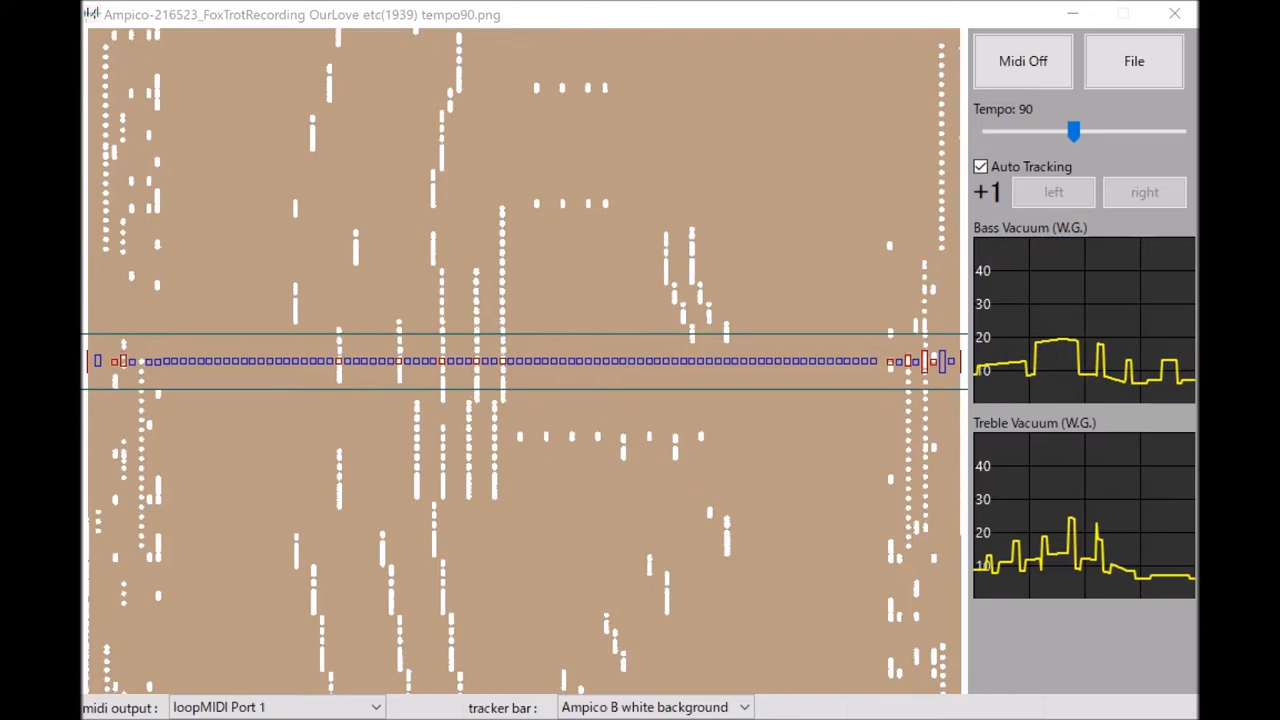 Ampico-216523_FoxTrotRecording OurLove etc(1939) tempo90.png
Midi Off
File
Tempo: 90
Auto Tracking
+1
left
right
Bass Vacuum (W.G.)
40
30
20
10
Treble Vacuum (W.G.)
40
30
20
10
midi output :
loopMIDI Port 1
tracker bar :
Ampico B white background